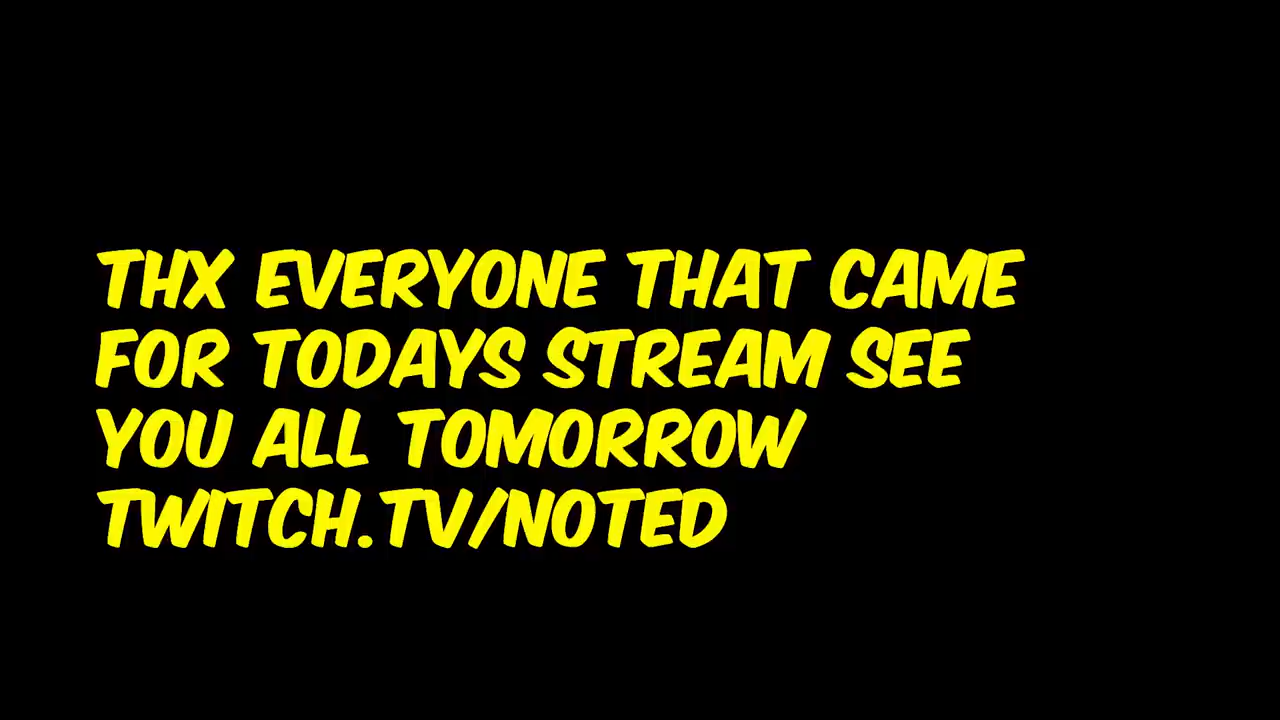 THX EVERYONE THAT CAME
FOR TODAYS STREAM SEE
YOU ALL TOMORROW
TWITCH.TV/NOTED